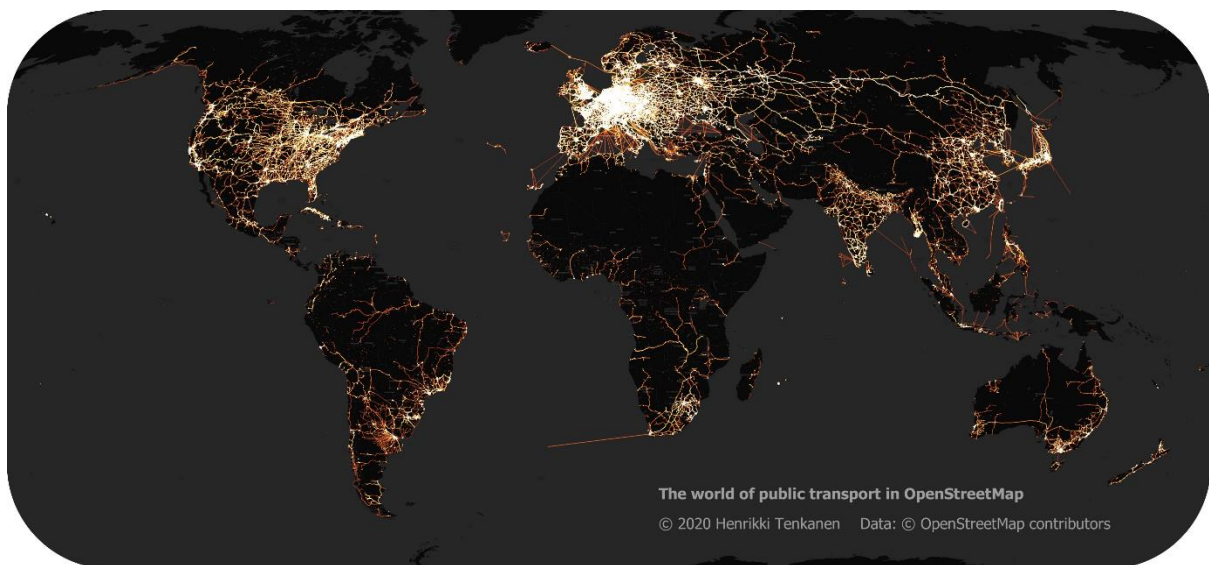 The world of public transport in OpenStreetMap
© 2020 Henrikki Tenkanen Data: © OpenStreetMap contributors